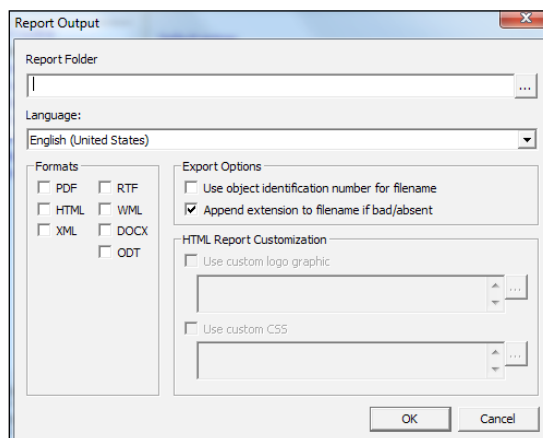 Report Output
Report Folder
...
Language:
English (United States)
Formats
PDF RTF
HTML WML
XML DOCX
ODT
Export Options
Use object identification number for filename
Append extension to filename if bad/absent
HTML Report Customization
Use custom logo graphic
...
Use custom CSS
...
OK Cancel